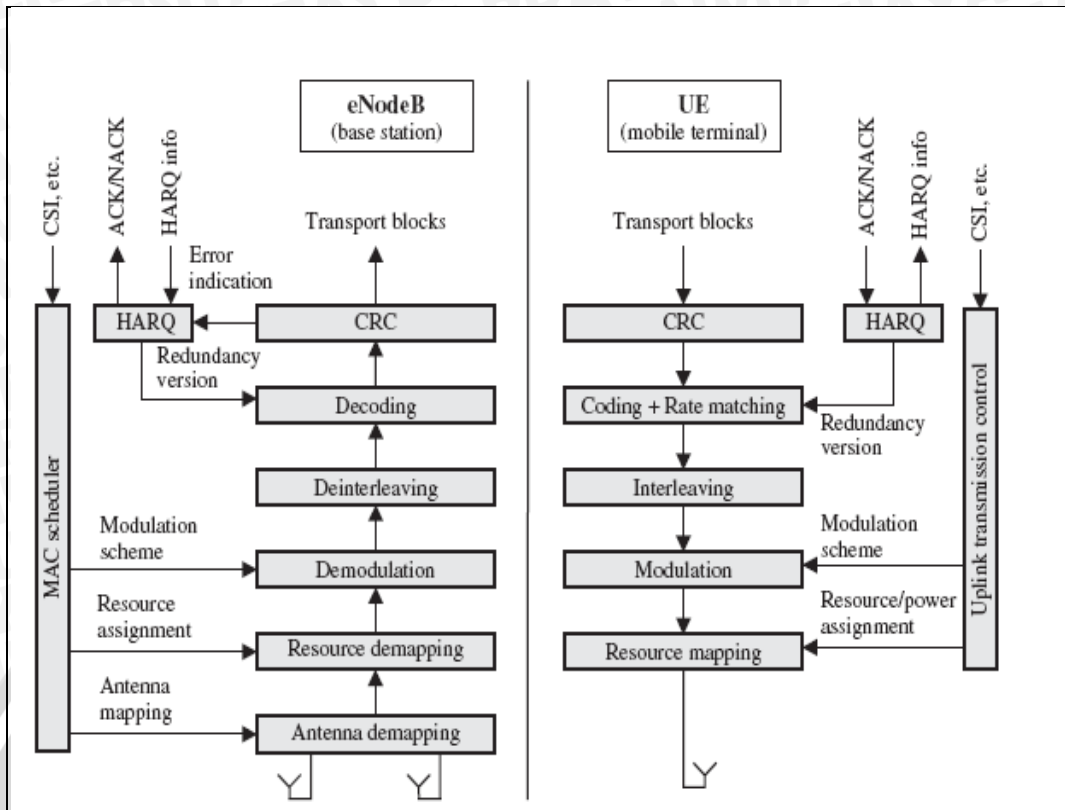 eNodeB
(base station)
UE
(mobile terminal)
CSI, etc.
ACK/NACK
HARQ info
Transport blocks
Error
indication
HARQ
CRC
Redundancy
version
Decoding
Deinterleaving
MAC scheduler
Modulation
scheme
Demodulation
Resource
assignment
Resource demapping
Antenna
mapping
Antenna demapping
Transport blocks
ACK/NACK
HARQ info
CSI, etc.
CRC
HARQ
Coding + Rate matching
Redundancy
version
Interleaving
Modulation
scheme
Modulation
Uplink transmission control
Resource/power
assignment
Resource mapping